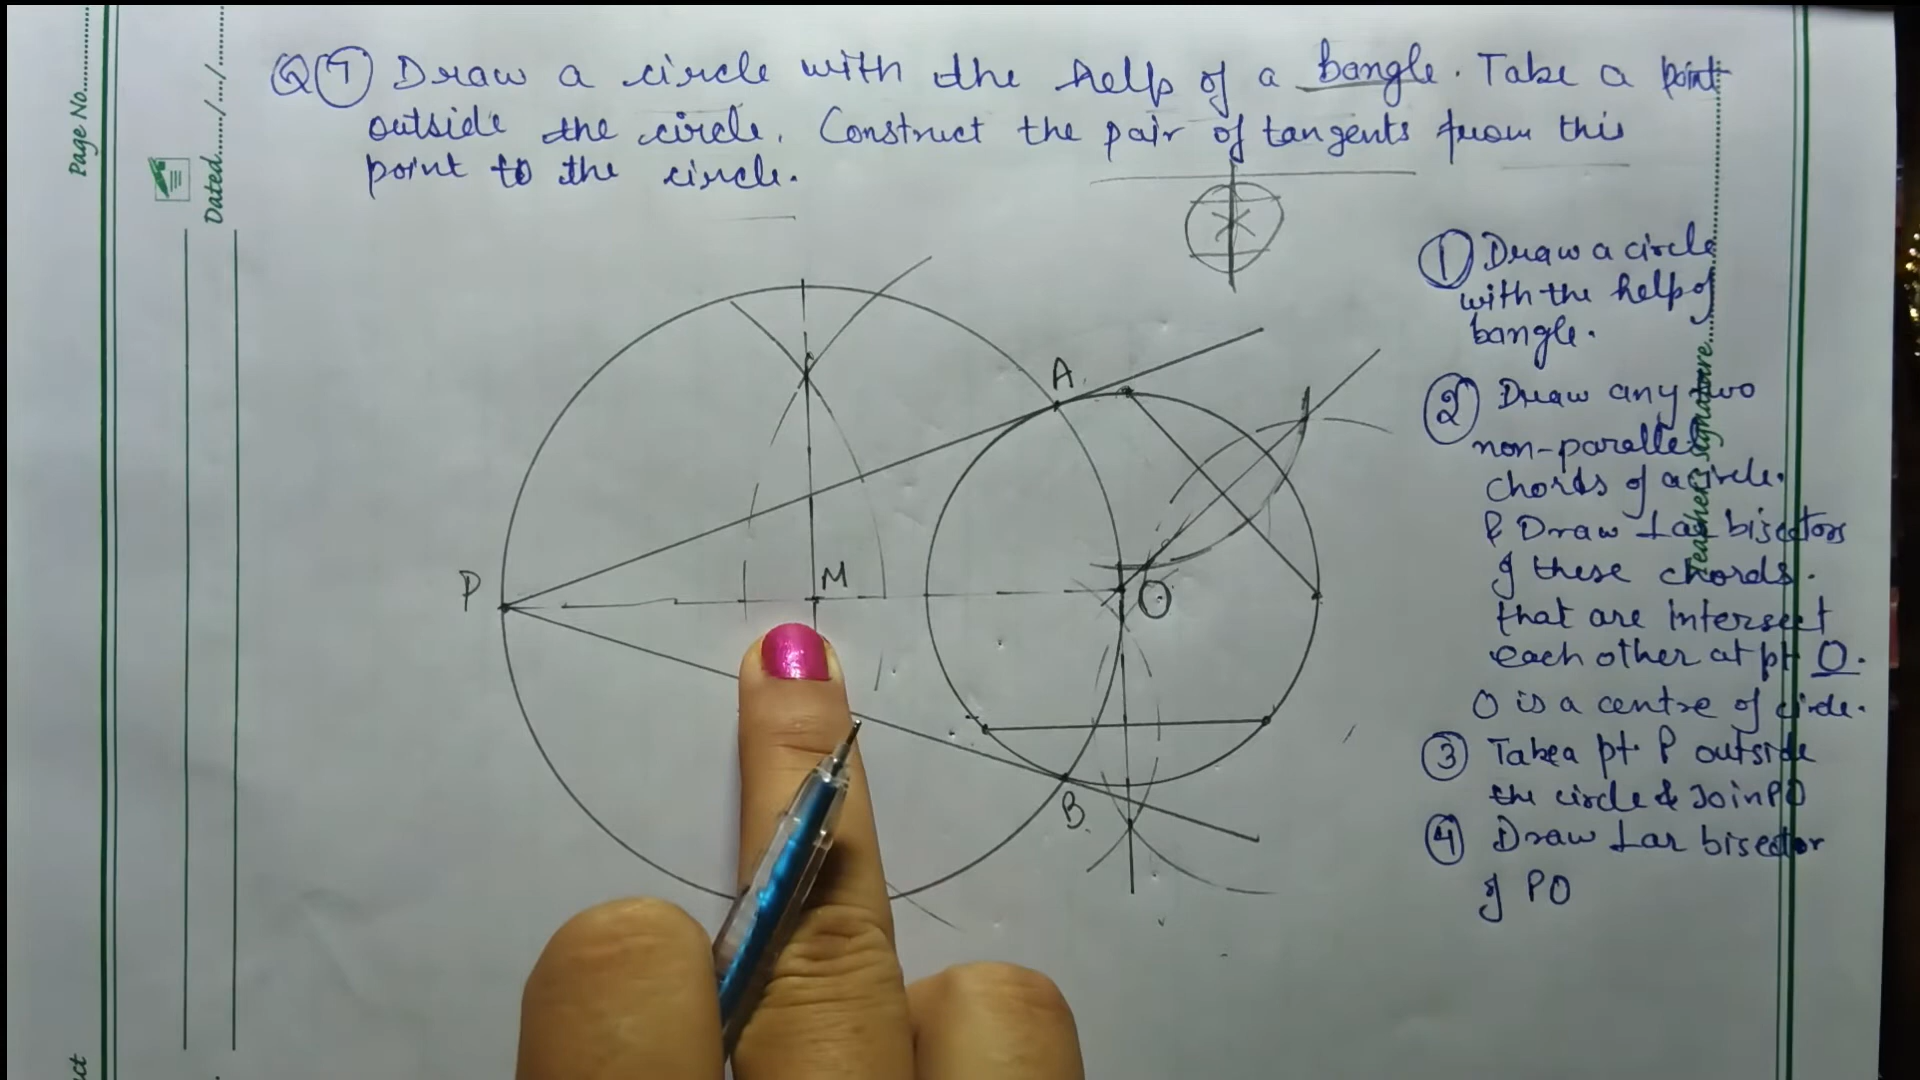 Page No.........
Dated....../..../......
Q 7 Draw a circle with the help of a bangle. Take a point
outside the circle. Construct the pair of tangents from this
point to the circle.
① Draw a circle
with the help of
bangle.
② Draw any two
non-parallel
chords of a circle.
& Draw ⊥ar bisectors
of these chords.
that are intersect
each other at pt O.
O is a centre of circle.
③ Take a pt. P outside
the circle & Join PO
④ Draw ⊥ar bisector
of PO
Teacher's Signature...........
A
P
M
O
B
ct